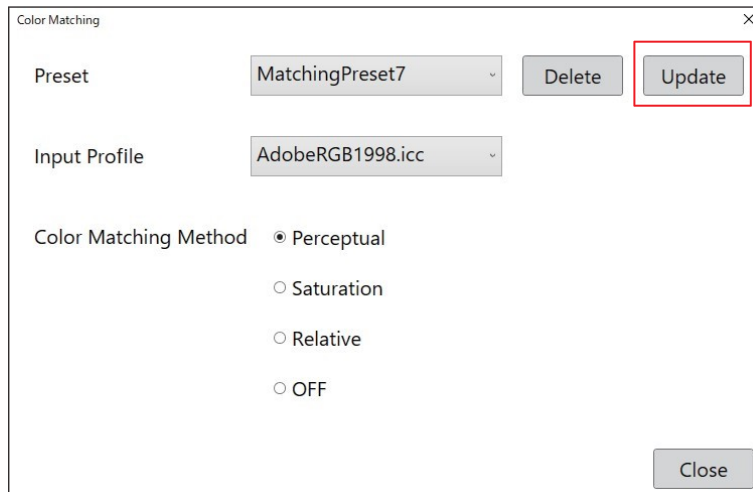 Color Matching
Preset MatchingPreset7 Delete Update
Input Profile AdobeRGB1998.icc
Color Matching Method Perceptual
Saturation
Relative
OFF
Close